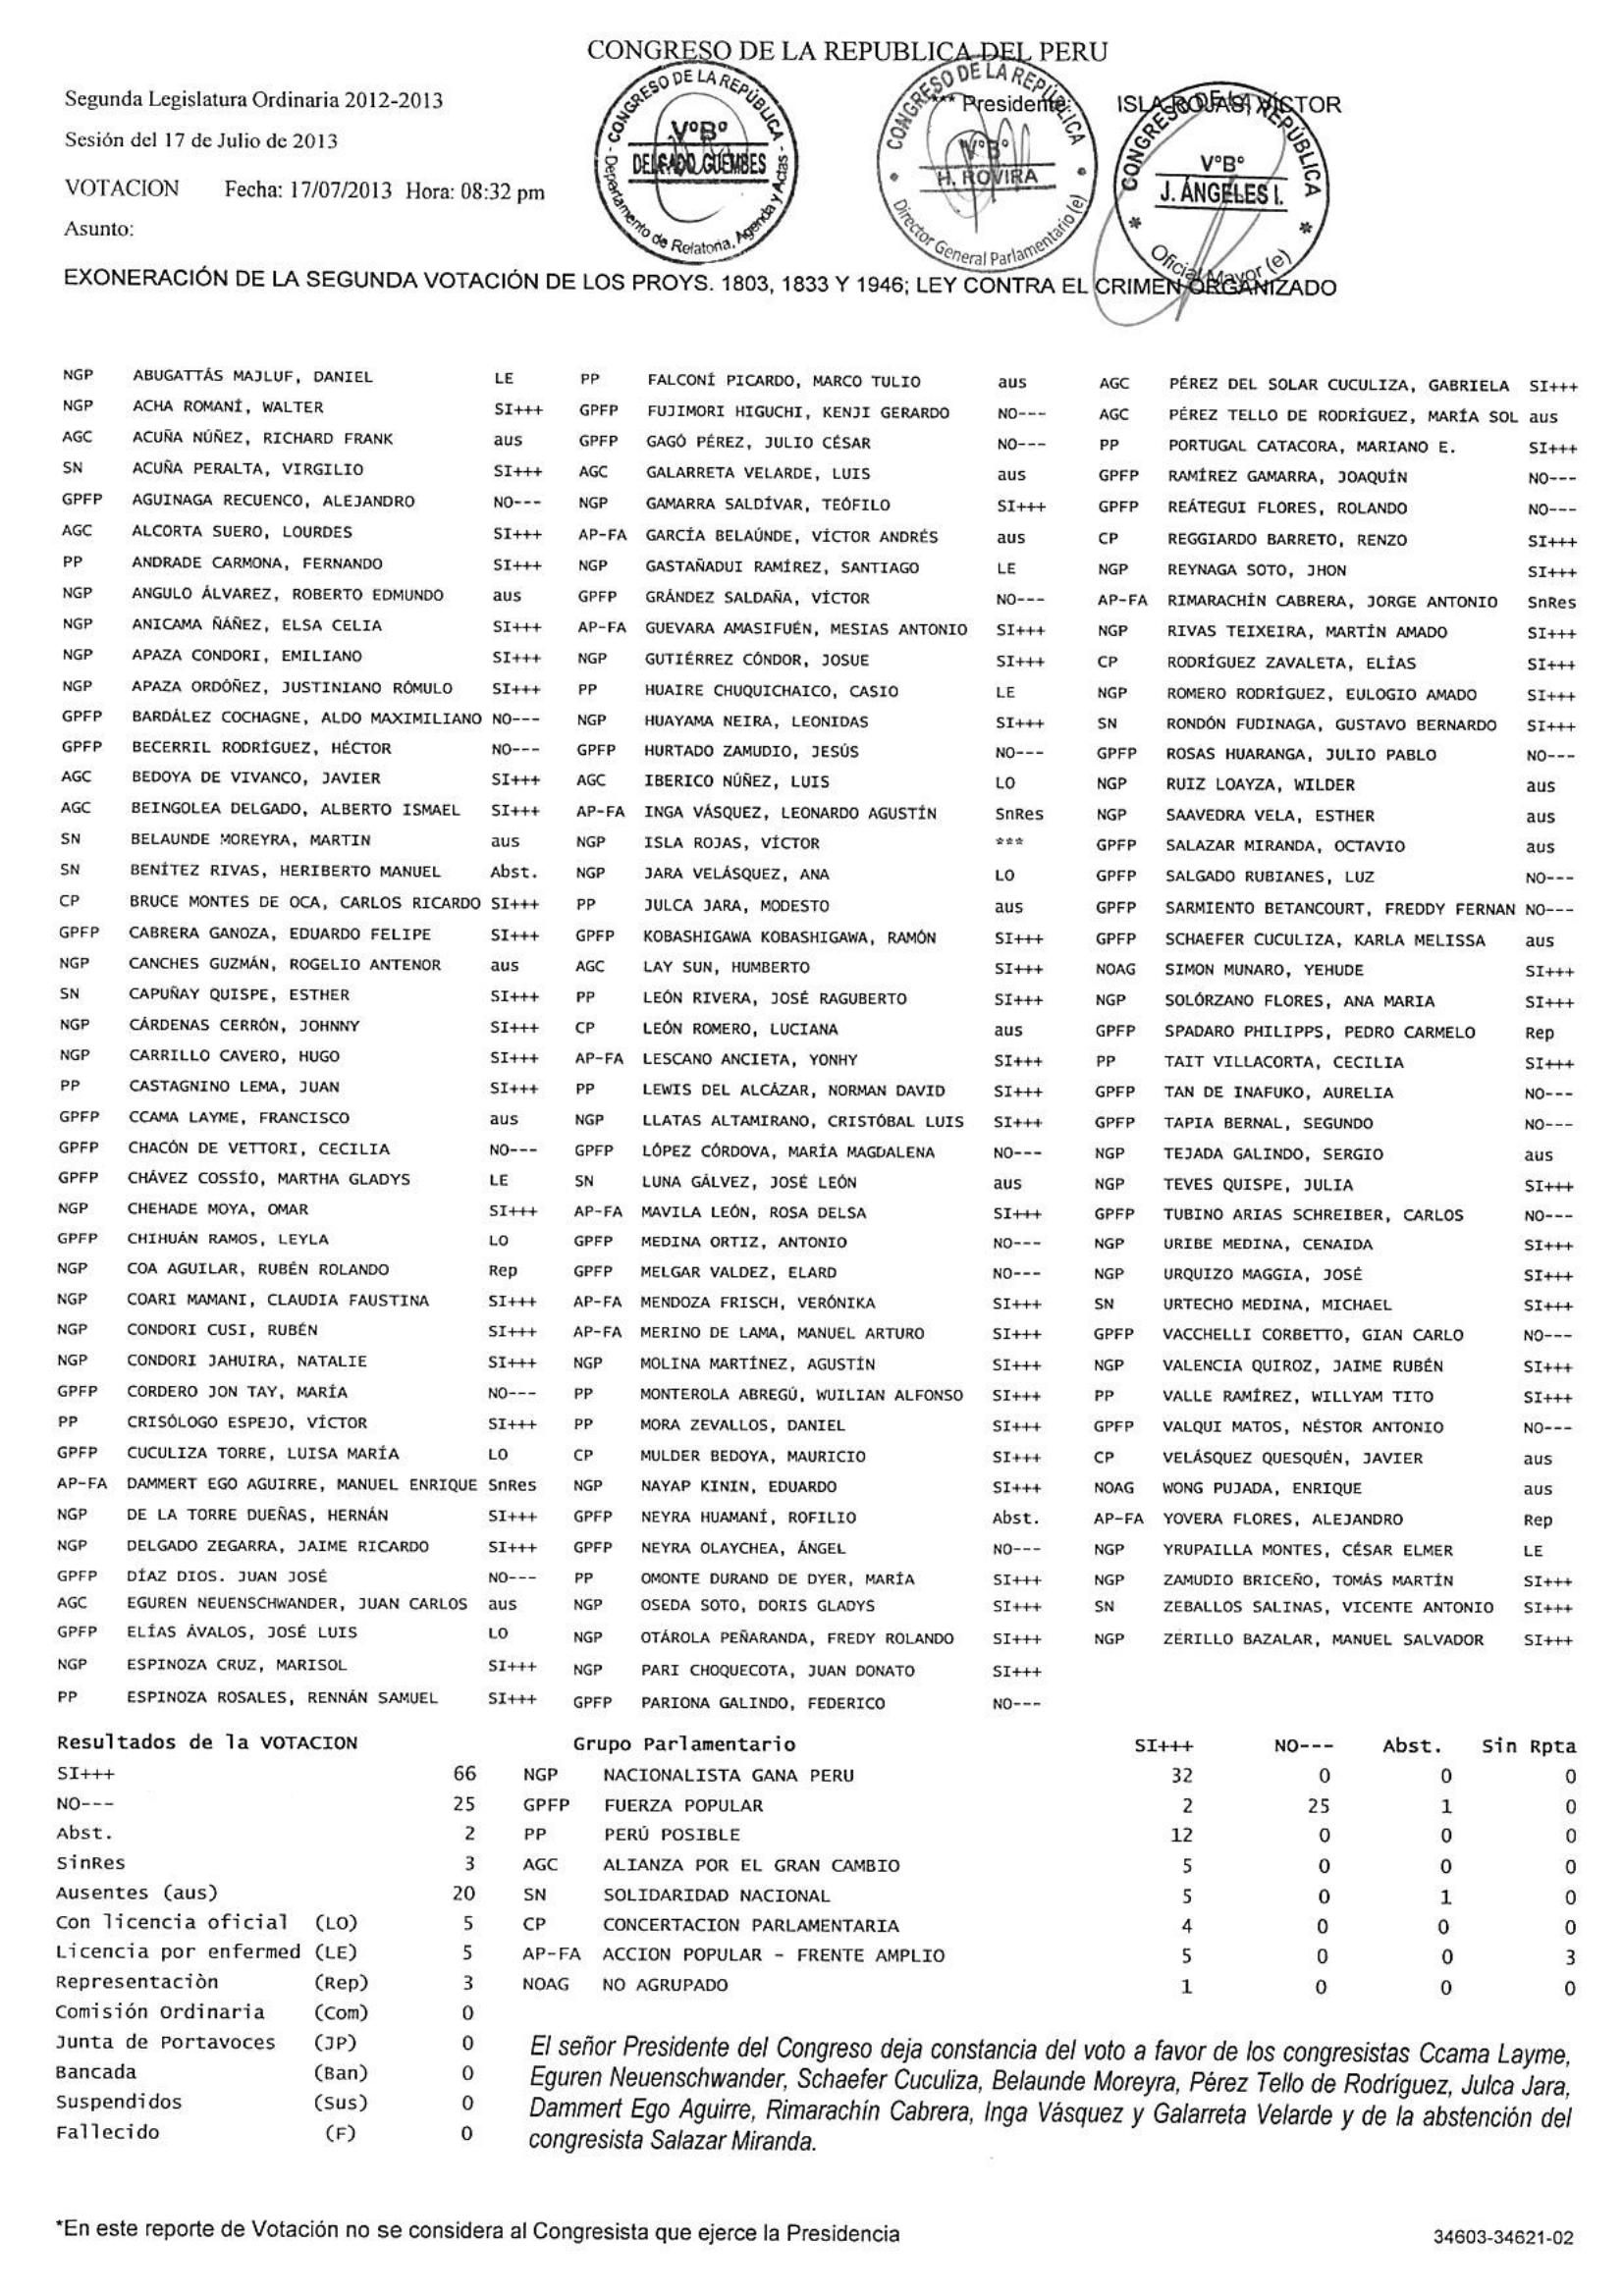 CONGRESO DE LA REPUBLICA DEL PERU
Segunda Legislatura Ordinaria 2012-2013
*** Presidente: ISLA ROJAS, VÍCTOR
Sesión del 17 de Julio de 2013
VOTACION Fecha: 17/07/2013 Hora: 08:32 pm
Asunto:
CONGRESO DE LA REPÚBLICA
VºBº
DELGADO GUEMBES
Departamento de Relatoria, Agenda y Actas
CONGRESO DE LA REPÚBLICA
VºBº
H. ROVIRA
Director General Parlamentario (e)
CONGRESO DE LA REPÚBLICA
VºBº
J. ÁNGELES I.
Oficial Mayor (e)
EXONERACIÓN DE LA SEGUNDA VOTACIÓN DE LOS PROYS. 1803, 1833 Y 1946; LEY CONTRA EL CRIMEN ORGANIZADO
NGP ABUGATTÁS MAJLUF, DANIEL LE
NGP ACHA ROMANÍ, WALTER SI+++
AGC ACUÑA NÚÑEZ, RICHARD FRANK aus
SN ACUÑA PERALTA, VIRGILIO SI+++
GPFP AGUINAGA RECUENCO, ALEJANDRO NO---
AGC ALCORTA SUERO, LOURDES SI+++
PP ANDRADE CARMONA, FERNANDO SI+++
NGP ANGULO ÁLVAREZ, ROBERTO EDMUNDO aus
NGP ANICAMA ÑÁÑEZ, ELSA CELIA SI+++
NGP APAZA CONDORI, EMILIANO SI+++
NGP APAZA ORDÓÑEZ, JUSTINIANO RÓMULO SI+++
GPFP BARDÁLEZ COCHAGNE, ALDO MAXIMILIANO NO---
GPFP BECERRIL RODRÍGUEZ, HÉCTOR NO---
AGC BEDOYA DE VIVANCO, JAVIER SI+++
AGC BEINGOLEA DELGADO, ALBERTO ISMAEL SI+++
SN BELAUNDE MOREYRA, MARTIN aus
SN BENÍTEZ RIVAS, HERIBERTO MANUEL Abst.
CP BRUCE MONTES DE OCA, CARLOS RICARDO SI+++
GPFP CABRERA GANOZA, EDUARDO FELIPE SI+++
NGP CANCHES GUZMÁN, ROGELIO ANTENOR aus
SN CAPUÑAY QUISPE, ESTHER SI+++
NGP CÁRDENAS CERRÓN, JOHNNY SI+++
NGP CARRILLO CAVERO, HUGO SI+++
PP CASTAGNINO LEMA, JUAN SI+++
GPFP CCAMA LAYME, FRANCISCO aus
GPFP CHACÓN DE VETTORI, CECILIA NO---
GPFP CHÁVEZ COSSÍO, MARTHA GLADYS LE
NGP CHEHADE MOYA, OMAR SI+++
GPFP CHIHUÁN RAMOS, LEYLA LO
NGP COA AGUILAR, RUBÉN ROLANDO Rep
NGP COARI MAMANI, CLAUDIA FAUSTINA SI+++
NGP CONDORI CUSI, RUBÉN SI+++
NGP CONDORI JAHUIRA, NATALIE SI+++
GPFP CORDERO JON TAY, MARÍA NO---
PP CRISÓLOGO ESPEJO, VÍCTOR SI+++
GPFP CUCULIZA TORRE, LUISA MARÍA LO
AP-FA DAMMERT EGO AGUIRRE, MANUEL ENRIQUE SnRes
NGP DE LA TORRE DUEÑAS, HERNÁN SI+++
NGP DELGADO ZEGARRA, JAIME RICARDO SI+++
GPFP DÍAZ DIOS. JUAN JOSÉ NO---
AGC EGUREN NEUENSCHWANDER, JUAN CARLOS aus
GPFP ELÍAS ÁVALOS, JOSÉ LUIS LO
NGP ESPINOZA CRUZ, MARISOL SI+++
PP ESPINOZA ROSALES, RENNÁN SAMUEL SI+++
PP FALCONÍ PICARDO, MARCO TULIO aus
GPFP FUJIMORI HIGUCHI, KENJI GERARDO NO---
GPFP GAGÓ PÉREZ, JULIO CÉSAR NO---
AGC GALARRETA VELARDE, LUIS aus
NGP GAMARRA SALDÍVAR, TEÓFILO SI+++
AP-FA GARCÍA BELAÚNDE, VÍCTOR ANDRÉS aus
NGP GASTAÑADUI RAMÍREZ, SANTIAGO LE
GPFP GRÁNDEZ SALDAÑA, VÍCTOR NO---
AP-FA GUEVARA AMASIFUÉN, MESIAS ANTONIO SI+++
NGP GUTIÉRREZ CÓNDOR, JOSUE SI+++
PP HUAIRE CHUQUICHAICO, CASIO LE
NGP HUAYAMA NEIRA, LEONIDAS SI+++
GPFP HURTADO ZAMUDIO, JESÚS NO---
AGC IBERICO NÚÑEZ, LUIS LO
AP-FA INGA VÁSQUEZ, LEONARDO AGUSTÍN SnRes
NGP ISLA ROJAS, VÍCTOR ***
NGP JARA VELÁSQUEZ, ANA LO
PP JULCA JARA, MODESTO aus
GPFP KOBASHIGAWA KOBASHIGAWA, RAMÓN SI+++
AGC LAY SUN, HUMBERTO SI+++
PP LEÓN RIVERA, JOSÉ RAGUBERTO SI+++
CP LEÓN ROMERO, LUCIANA aus
AP-FA LESCANO ANCIETA, YONHY SI+++
PP LEWIS DEL ALCÁZAR, NORMAN DAVID SI+++
NGP LLATAS ALTAMIRANO, CRISTÓBAL LUIS SI+++
GPFP LÓPEZ CÓRDOVA, MARÍA MAGDALENA NO---
SN LUNA GÁLVEZ, JOSÉ LEÓN aus
AP-FA MAVILA LEÓN, ROSA DELSA SI+++
GPFP MEDINA ORTIZ, ANTONIO NO---
GPFP MELGAR VALDEZ, ELARD NO---
AP-FA MENDOZA FRISCH, VERÓNIKA SI+++
AP-FA MERINO DE LAMA, MANUEL ARTURO SI+++
NGP MOLINA MARTÍNEZ, AGUSTÍN SI+++
PP MONTEROLA ABREGÚ, WUILIAN ALFONSO SI+++
PP MORA ZEVALLOS, DANIEL SI+++
CP MULDER BEDOYA, MAURICIO SI+++
NGP NAYAP KININ, EDUARDO SI+++
GPFP NEYRA HUAMANÍ, ROFILIO Abst.
GPFP NEYRA OLAYCHEA, ÁNGEL NO---
PP OMONTE DURAND DE DYER, MARÍA SI+++
NGP OSEDA SOTO, DORIS GLADYS SI+++
NGP OTÁROLA PEÑARANDA, FREDY ROLANDO SI+++
NGP PARI CHOQUECOTA, JUAN DONATO SI+++
GPFP PARIONA GALINDO, FEDERICO NO---
AGC PÉREZ DEL SOLAR CUCULIZA, GABRIELA SI+++
AGC PÉREZ TELLO DE RODRÍGUEZ, MARÍA SOL aus
PP PORTUGAL CATACORA, MARIANO E. SI+++
GPFP RAMÍREZ GAMARRA, JOAQUÍN NO---
GPFP REÁTEGUI FLORES, ROLANDO NO---
CP REGGIARDO BARRETO, RENZO SI+++
NGP REYNAGA SOTO, JHON SI+++
AP-FA RIMARACHÍN CABRERA, JORGE ANTONIO SnRes
NGP RIVAS TEIXEIRA, MARTÍN AMADO SI+++
CP RODRÍGUEZ ZAVALETA, ELÍAS SI+++
NGP ROMERO RODRÍGUEZ, EULOGIO AMADO SI+++
SN RONDÓN FUDINAGA, GUSTAVO BERNARDO SI+++
GPFP ROSAS HUARANGA, JULIO PABLO NO---
NGP RUIZ LOAYZA, WILDER aus
NGP SAAVEDRA VELA, ESTHER aus
GPFP SALAZAR MIRANDA, OCTAVIO aus
GPFP SALGADO RUBIANES, LUZ NO---
GPFP SARMIENTO BETANCOURT, FREDDY FERNAN NO---
GPFP SCHAEFER CUCULIZA, KARLA MELISSA aus
NOAG SIMON MUNARO, YEHUDE SI+++
NGP SOLÓRZANO FLORES, ANA MARIA SI+++
GPFP SPADARO PHILIPPS, PEDRO CARMELO Rep
PP TAIT VILLACORTA, CECILIA SI+++
GPFP TAN DE INAFUKO, AURELIA NO---
GPFP TAPIA BERNAL, SEGUNDO NO---
NGP TEJADA GALINDO, SERGIO aus
NGP TEVES QUISPE, JULIA SI+++
GPFP TUBINO ARIAS SCHREIBER, CARLOS NO---
NGP URIBE MEDINA, CENAIDA SI+++
NGP URQUIZO MAGGIA, JOSÉ SI+++
SN URTECHO MEDINA, MICHAEL SI+++
GPFP VACCHELLI CORBETTO, GIAN CARLO NO---
NGP VALENCIA QUIROZ, JAIME RUBÉN SI+++
PP VALLE RAMÍREZ, WILLYAM TITO SI+++
GPFP VALQUI MATOS, NÉSTOR ANTONIO NO---
CP VELÁSQUEZ QUESQUÉN, JAVIER aus
NOAG WONG PUJADA, ENRIQUE aus
AP-FA YOVERA FLORES, ALEJANDRO Rep
NGP YRUPAILLA MONTES, CÉSAR ELMER LE
NGP ZAMUDIO BRICEÑO, TOMÁS MARTÍN SI+++
SN ZEBALLOS SALINAS, VICENTE ANTONIO SI+++
NGP ZERILLO BAZALAR, MANUEL SALVADOR SI+++
Resultados de la VOTACION
SI+++ 66
NO--- 25
Abst. 2
SinRes 3
Ausentes (aus) 20
Con licencia oficial (LO) 5
Licencia por enfermed (LE) 5
Representaciòn (Rep) 3
Comisión Ordinaria (Com) 0
Junta de Portavoces (JP) 0
Bancada (Ban) 0
Suspendidos (Sus) 0
Fallecido (F) 0
Grupo Parlamentario SI+++ NO--- Abst. Sin Rpta
NGP NACIONALISTA GANA PERU 32 0 0 0
GPFP FUERZA POPULAR 2 25 1 0
PP PERÚ POSIBLE 12 0 0 0
AGC ALIANZA POR EL GRAN CAMBIO 5 0 0 0
SN SOLIDARIDAD NACIONAL 5 0 1 0
CP CONCERTACION PARLAMENTARIA 4 0 0 0
AP-FA ACCION POPULAR - FRENTE AMPLIO 5 0 0 3
NOAG NO AGRUPADO 1 0 0 0
El señor Presidente del Congreso deja constancia del voto a favor de los congresistas Ccama Layme,
Eguren Neuenschwander, Schaefer Cuculiza, Belaunde Moreyra, Pérez Tello de Rodríguez, Julca Jara,
Dammert Ego Aguirre, Rimarachín Cabrera, Inga Vásquez y Galarreta Velarde y de la abstención del
congresista Salazar Miranda.
*En este reporte de Votación no se considera al Congresista que ejerce la Presidencia
34603-34621-02